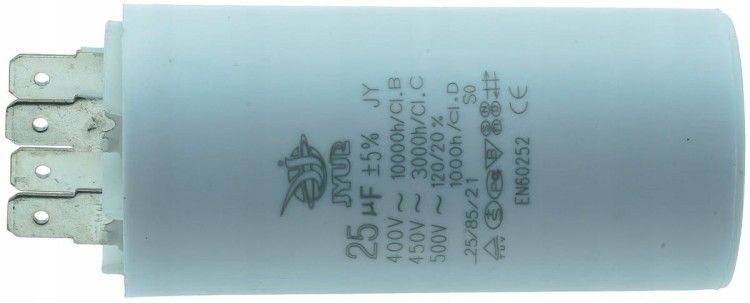 JYUL
25 µF ±5% JY
400V ~ 10000h/Cl.B
450V ~ 3000h/Cl.C
500V ~ 120/20%
1000h/Cl.D
25/85/21 S0
EN60252 CE